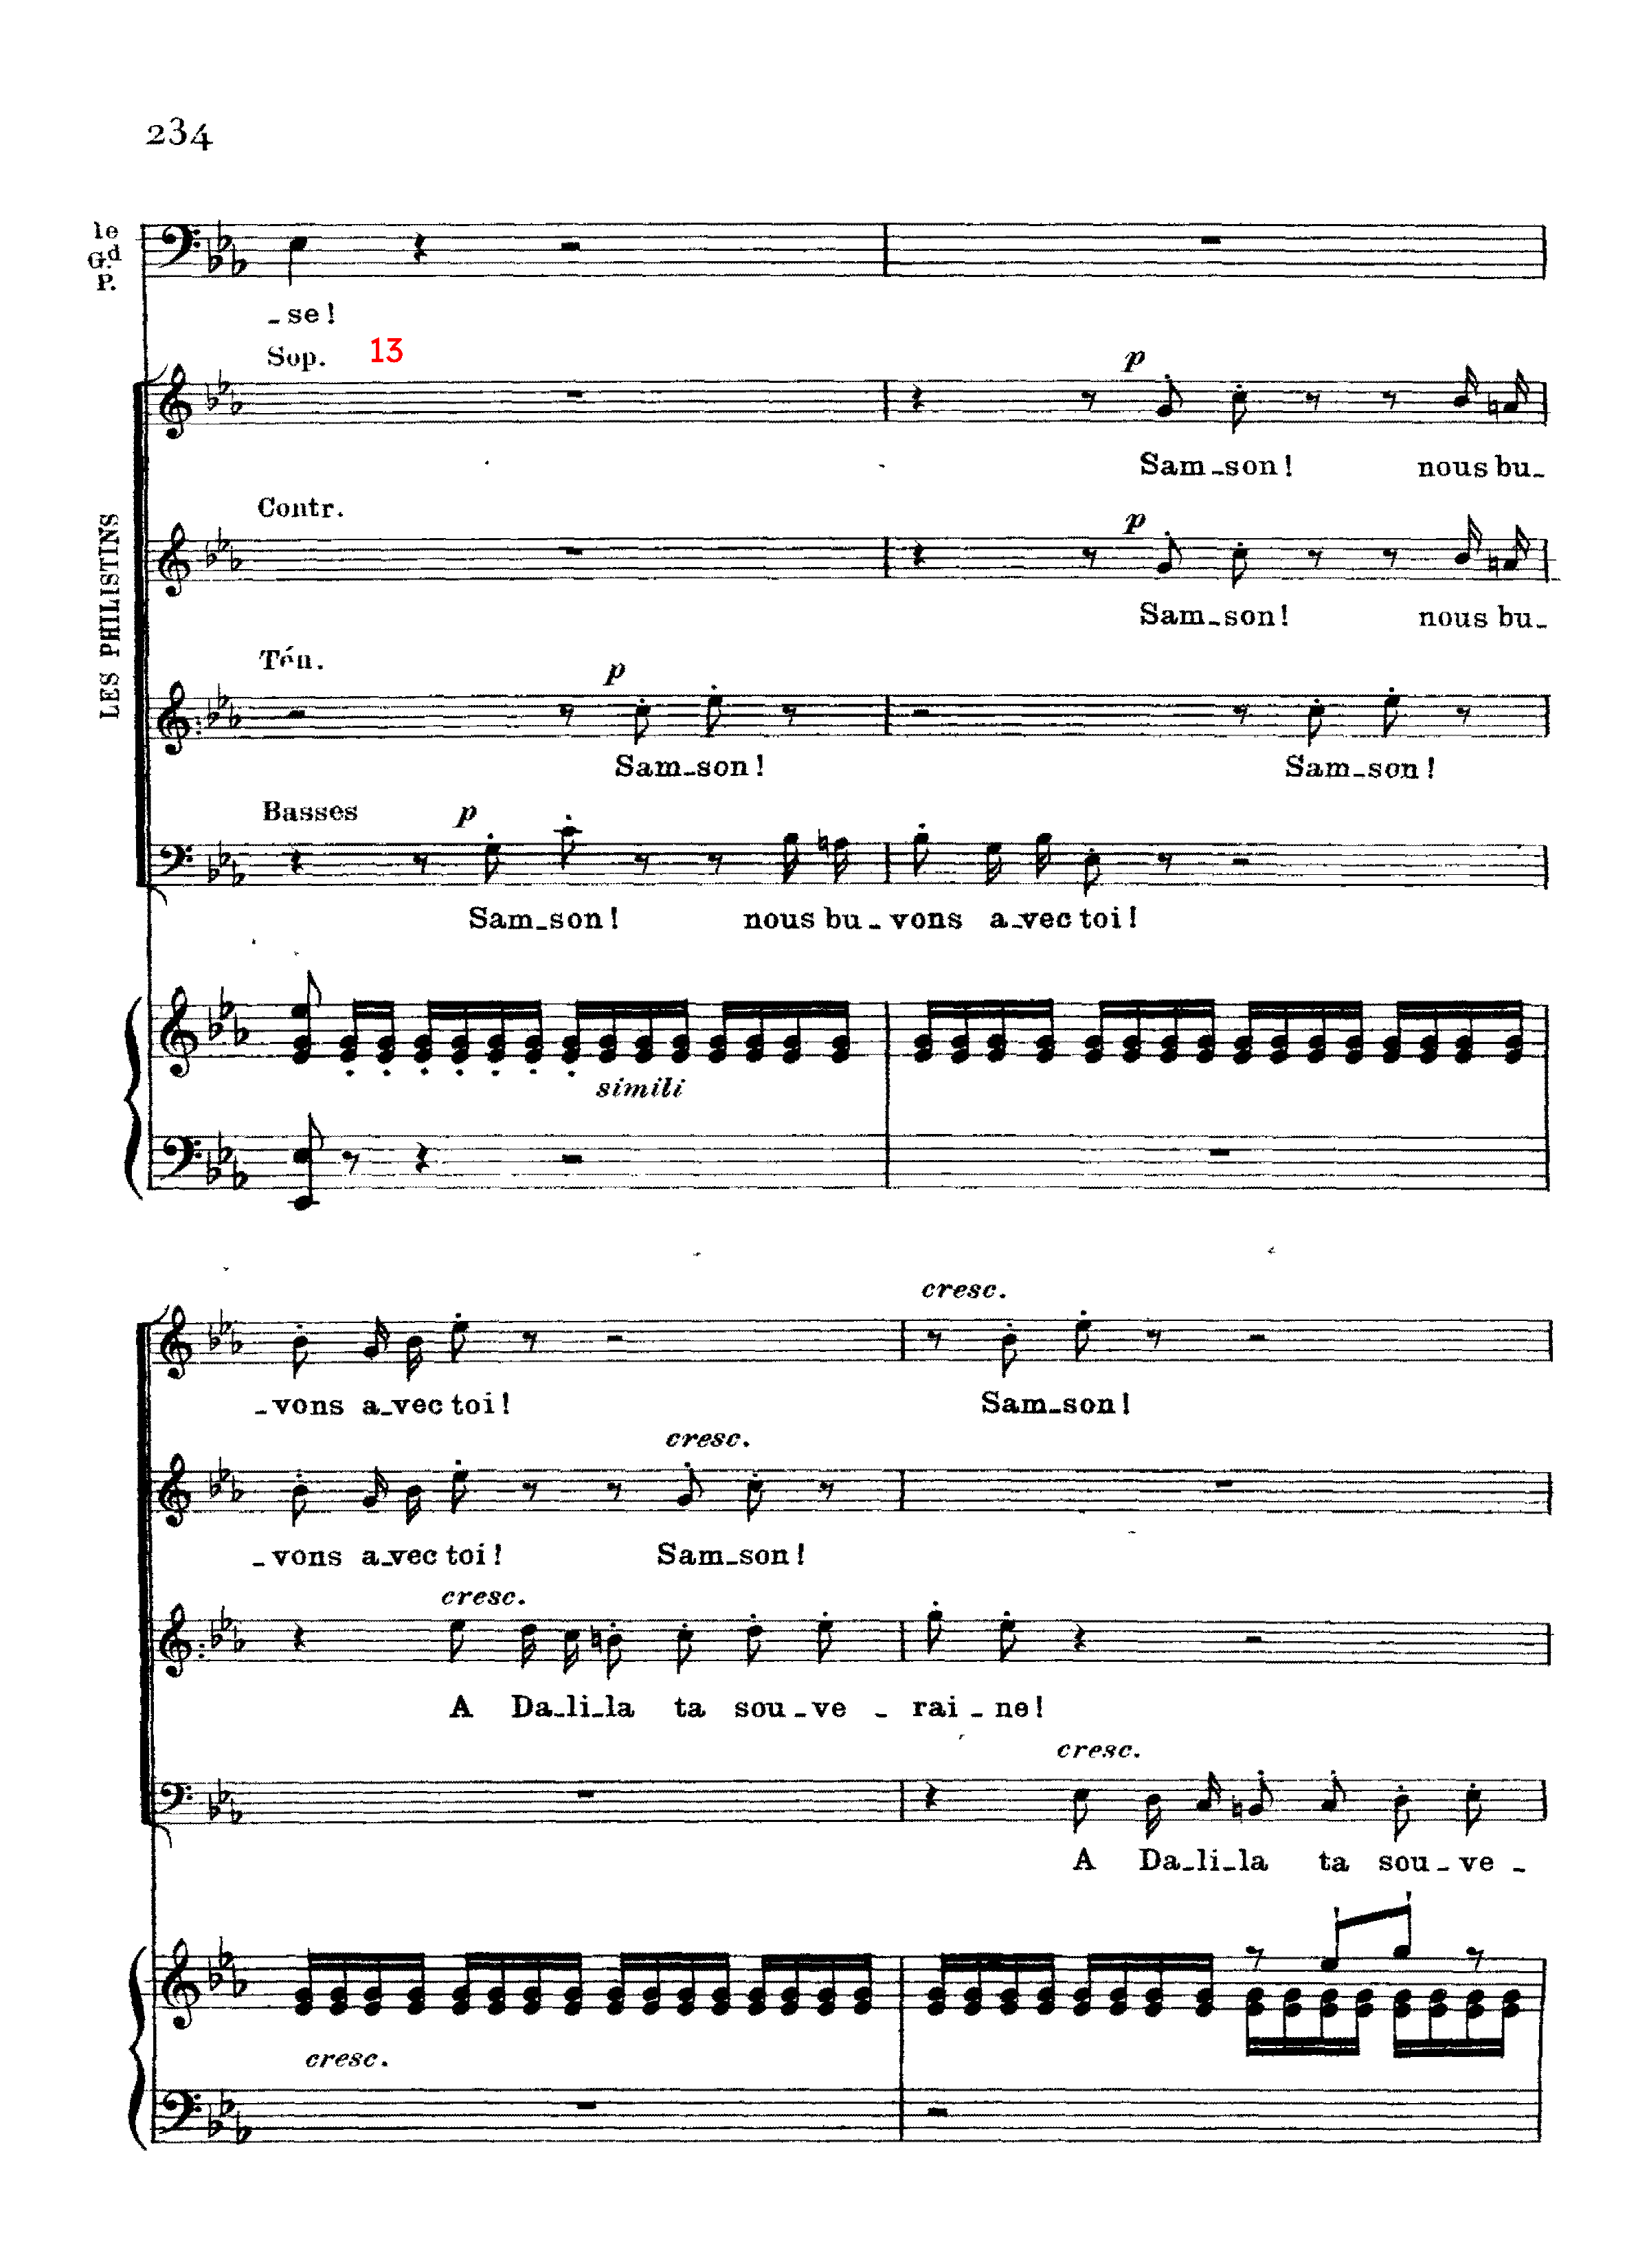 234
le
G.d
P.
_ se !
Sop. 13
p
Sam _ son ! nous bu _
LES PHILISTINS
Contr.
p
Sam _ son ! nous bu _
Tén.
p
Sam _ son ! Sam _ son !
Basses p
Sam _ son ! nous bu _ vons a _ vec toi !
simili
cresc.
_ vons a _ vec toi ! Sam _ son !
cresc.
_ vons a _ vec toi ! Sam _ son !
cresc.
A Da _ li _ la ta sou _ ve _ rai _ ne !
cresc.
A Da _ li _ la ta sou _ ve _
cresc.